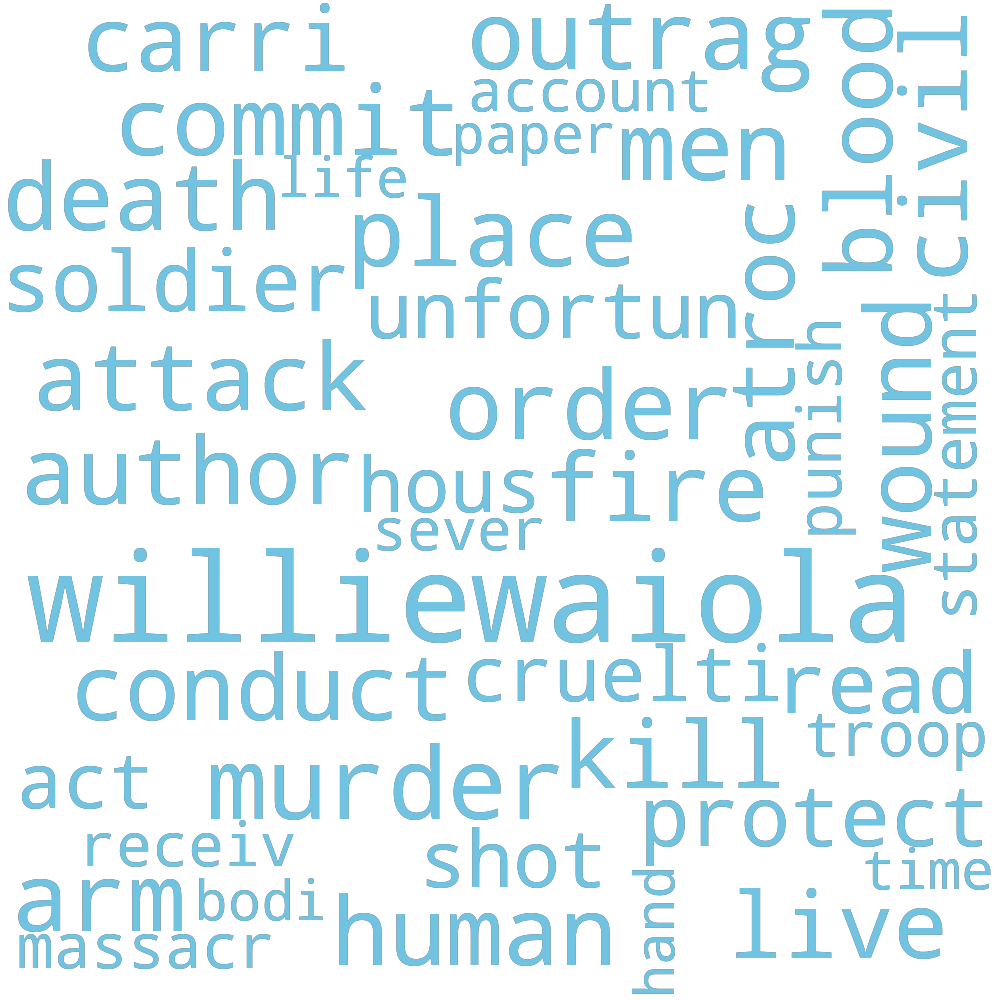 carri
outrag
blood
civil
account
commit
paper
men
life
death
place
atroc
soldier
unfortun
wound
statement
punish
attack
order
author
hous
fire
sever
williewaiola
conduct
cruelti
read
troop
kill
act
murder
protect
receiv
shot
time
arm
bodi
hand
human
live
massacr